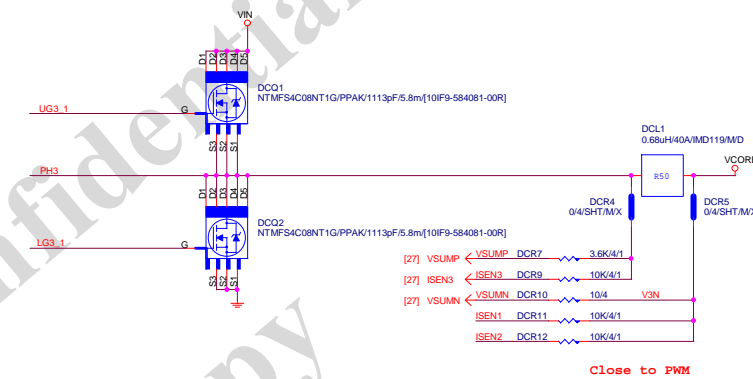 VIN
D1 D2 D3 D4 D5
DCQ1
NTMFS4C08NT1G/PPAK/1113pF/5.8m/[10IF9-584081-00R]
UG3_1
G
S3 S2 S1
DCL1
0.68uH/40A/IMD119/M/D
VCORE
PH3
R50
D1 D2 D3 D4 D5
DCR4
0/4/SHT/M/X
DCR5
0/4/SHT/M/X
DCQ2
NTMFS4C08NT1G/PPAK/1113pF/5.8m/[10IF9-584081-00R]
LG3_1
G
S3 S2 S1
[27] VSUMP VSUMP DCR7 3.6K/4/1
[27] ISEN3 ISEN3 DCR9 10K/4/1
[27] VSUMN VSUMN DCR10 10/4 V3N
ISEN1 DCR11 10K/4/1
ISEN2 DCR12 10K/4/1
Close to PWM
nfidential
py